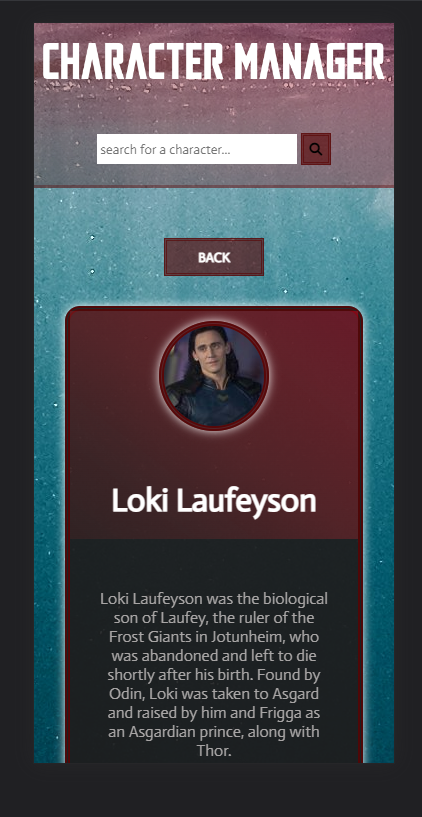 CHARACTER MANAGER
search for a character...
BACK
Loki Laufeyson
Loki Laufeyson was the biological
son of Laufey, the ruler of the
Frost Giants in Jotunheim, who
was abandoned and left to die
shortly after his birth. Found by
Odin, Loki was taken to Asgard
and raised by him and Frigga as
an Asgardian prince, along with
Thor.